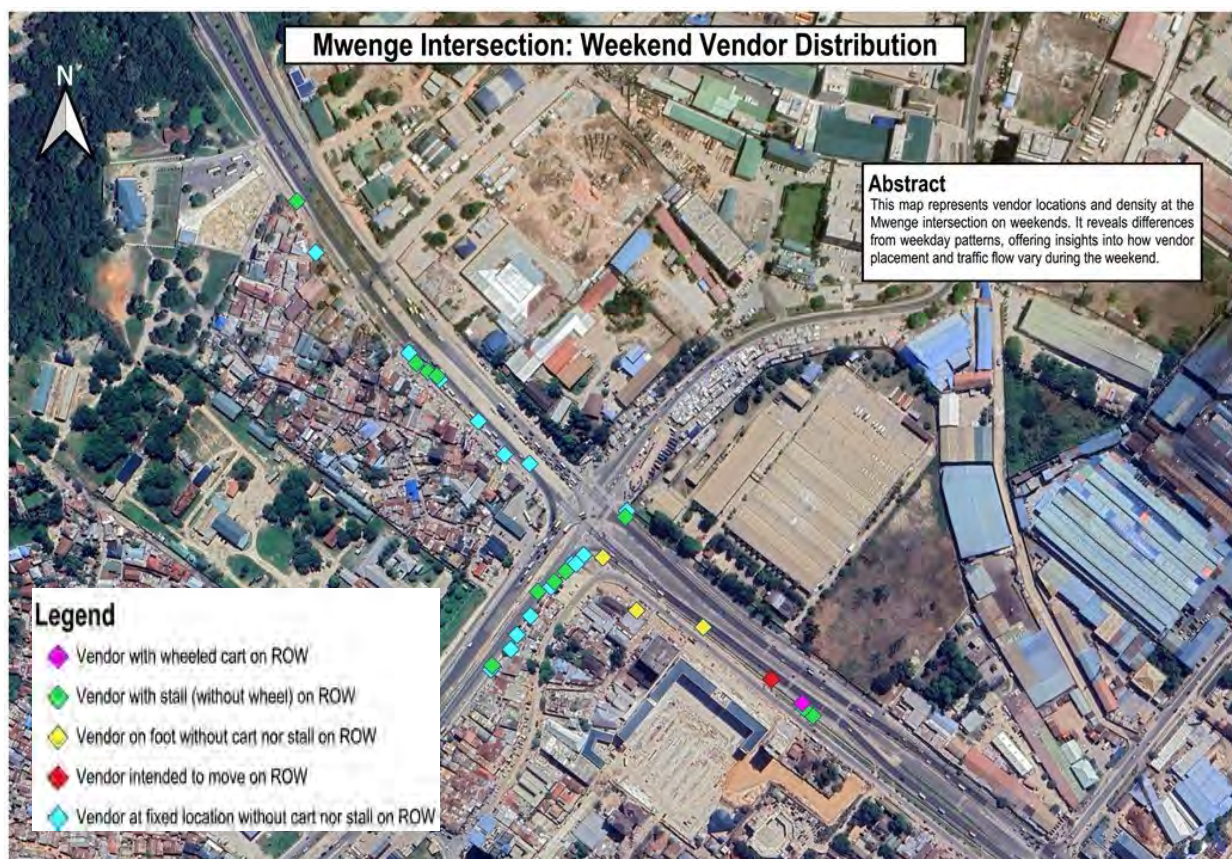 Mwenge Intersection: Weekend Vendor Distribution
N
Abstract
This map represents vendor locations and density at the
Mwenge intersection on weekends. It reveals differences
from weekday patterns, offering insights into how vendor
placement and traffic flow vary during the weekend.
Legend
Vendor with wheeled cart on ROW
Vendor with stall (without wheel) on ROW
Vendor on foot without cart nor stall on ROW
Vendor intended to move on ROW
Vendor at fixed location without cart nor stall on ROW